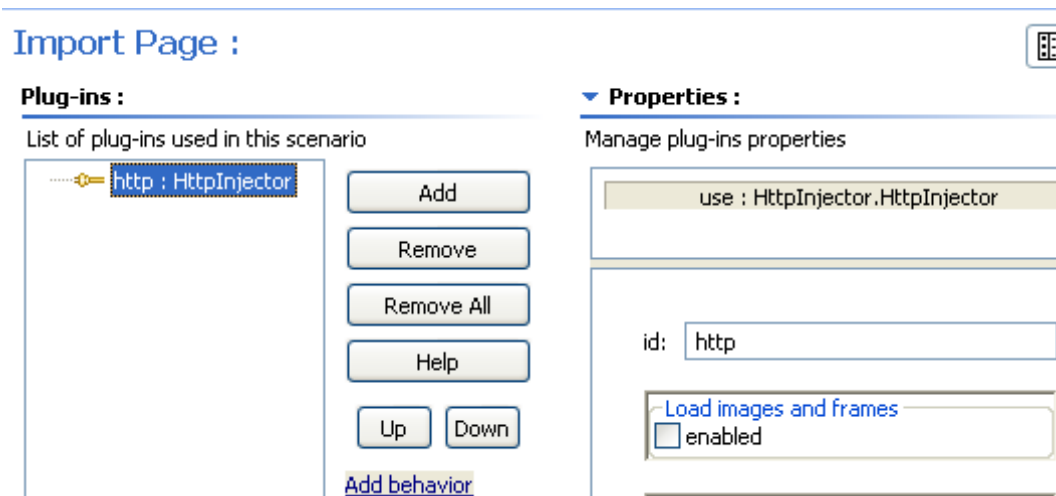 Import Page :
Plug-ins :
List of plug-ins used in this scenario
http : HttpInjector
Add
Remove
Remove All
Help
Up
Down
Add behavior
Properties :
Manage plug-ins properties
use : HttpInjector.HttpInjector
id:
http
Load images and frames
enabled